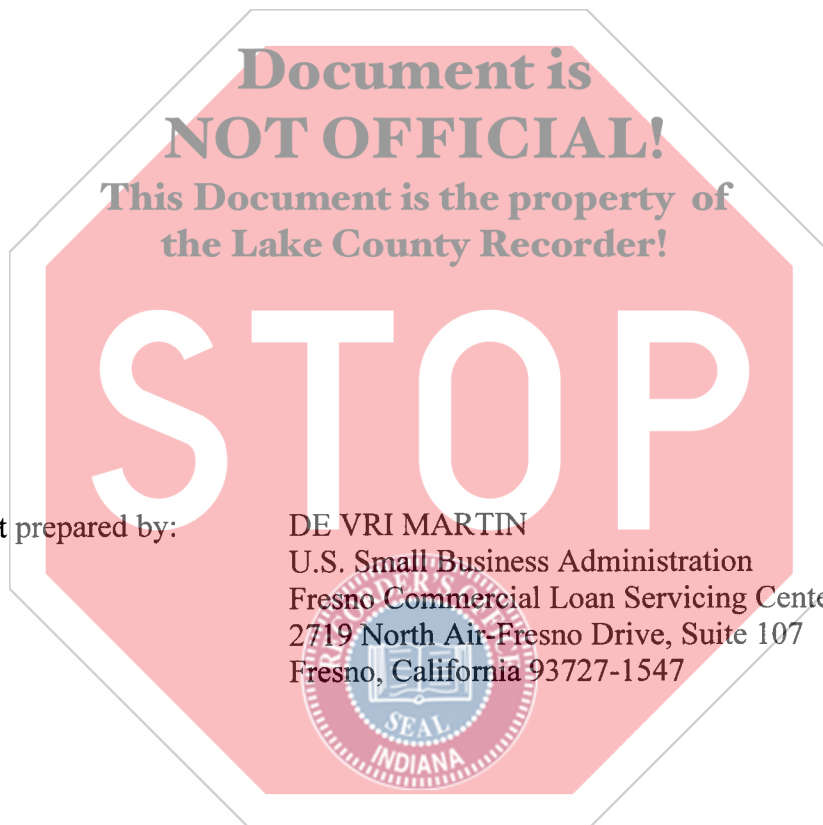 Document is
NOT OFFICIAL!
This Document is the property of
the Lake County Recorder!
STOP
t prepared by: DE VRI MARTIN
U.S. Small Business Administration
Fresno Commercial Loan Servicing Cente
2719 North Air-Fresno Drive, Suite 107
Fresno, California 93727-1547
RECORDER'S OFFICE
SEAL
INDIANA